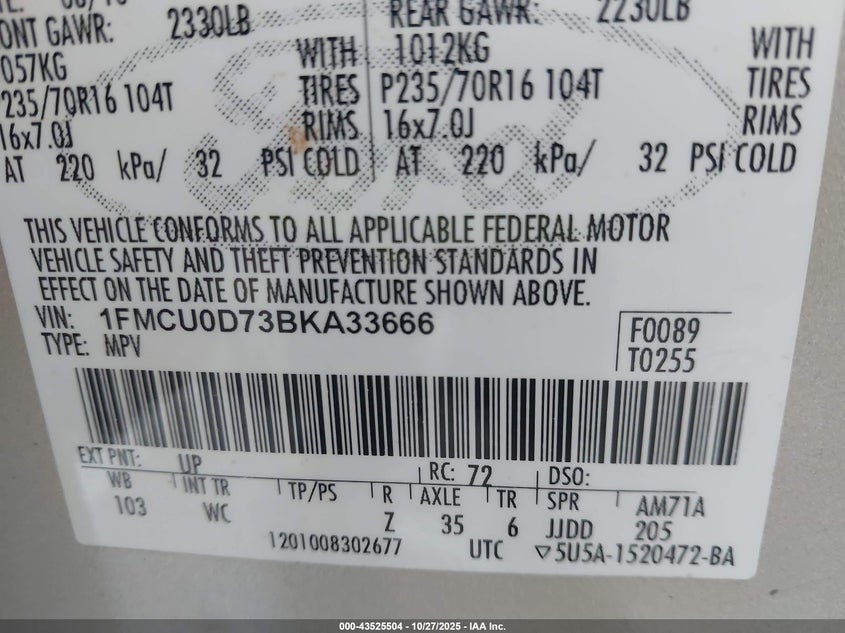 FRONT GAWR: 2330LB REAR GAWR: 2230LB
057KG WITH 1012KG WITH
235/70R16 104T TIRES P235/70R16 104T TIRES
16x7.0J RIMS 16x7.0J RIMS
AT 220 kPa/ 32 PSI COLD AT 220 kPa/ 32 PSI COLD
THIS VEHICLE CONFORMS TO ALL APPLICABLE FEDERAL MOTOR
VEHICLE SAFETY AND THEFT PREVENTION STANDARDS IN
EFFECT ON THE DATE OF MANUFACTURE SHOWN ABOVE.
VIN: 1FMCU0D73BKA33666 F0089
TYPE: MPV T0255
EXT PNT: UP RC: 72 DSO:
WB INT TR TP/PS R AXLE TR SPR AM71A
103 WC Z 35 6 JJDD 205
1201008302677 UTC ▽5U5A-1520472-BA
000-43525504 - 10/27/2025 - IAA Inc.